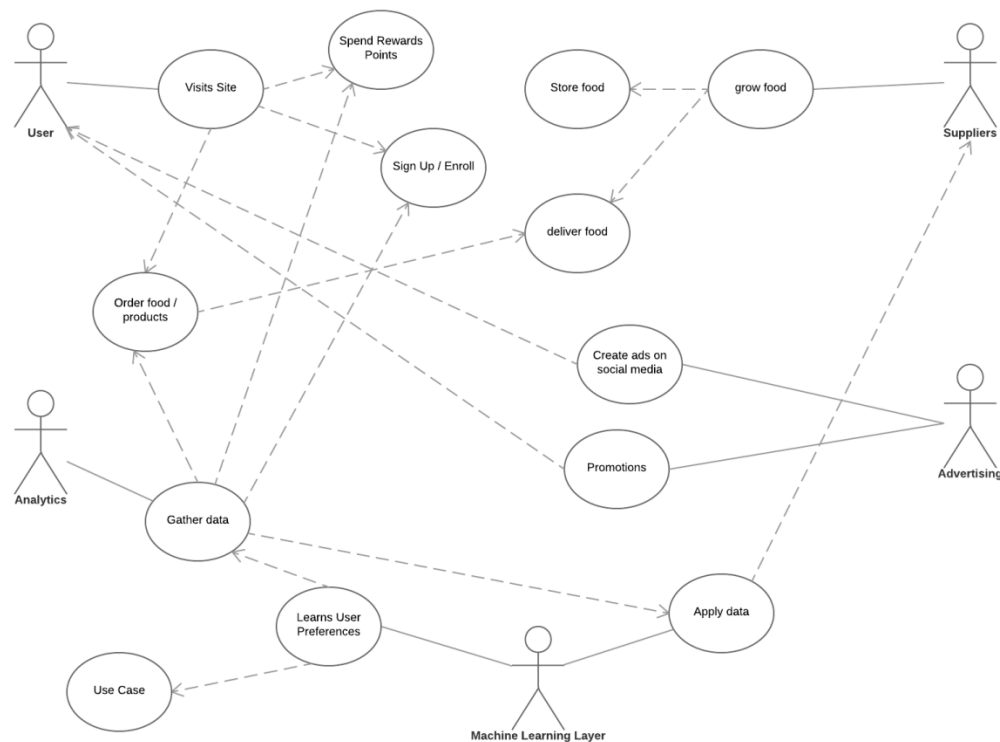 Spend Rewards
Points
Visits Site
Store food
grow food
User
Suppliers
Sign Up / Enroll
deliver food
Order food /
products
Create ads on
social media
Promotions
Analytics
Advertising
Gather data
Learns User
Preferences
Apply data
Use Case
Machine Learning Layer